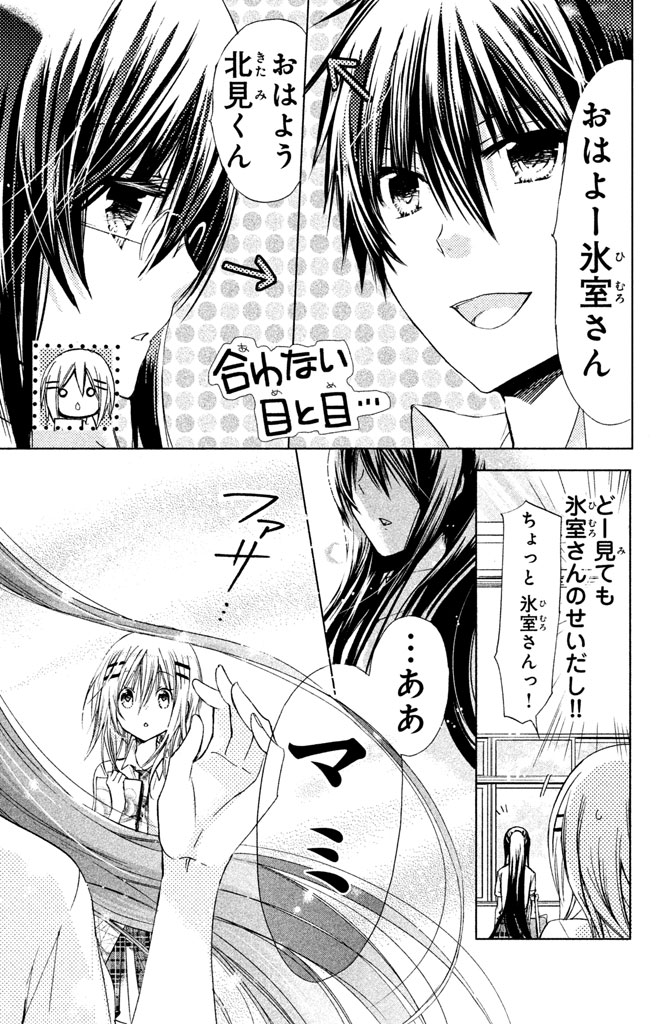 おはよー氷室さん
おはよう
北見くん
合わない
目と目…
どー見ても
氷室さんのせいだし!!
ちょっと 氷室さんっ!
…ああ
マミ
ファサ…